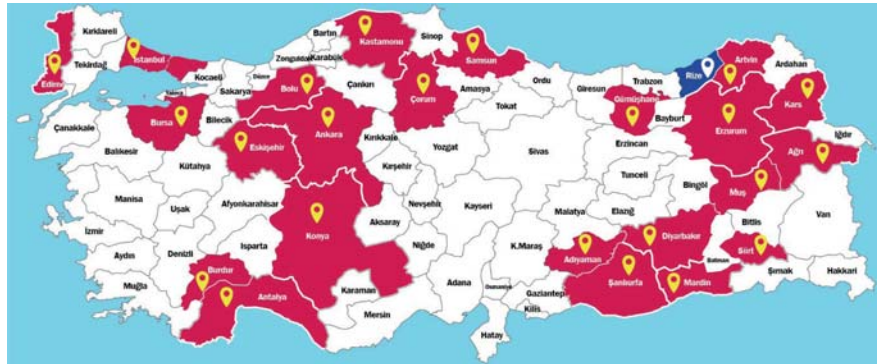 Kırklareli
Edirne
Tekirdağ
İstanbul
Kocaeli
Yalova
Sakarya
Düzce
Bolu
Zonguldak
Bartın
Karabük
Kastamonu
Sinop
Samsun
Çankırı
Çorum
Amasya
Ordu
Tokat
Giresun
Trabzon
Gümüşhane
Rize
Artvin
Ardahan
Kars
Bayburt
Erzurum
Iğdır
Ağrı
Çanakkale
Balıkesir
Bursa
Bilecik
Eskişehir
Ankara
Kırıkkale
Yozgat
Sivas
Erzincan
Tunceli
Bingöl
Muş
Kütahya
Manisa
Uşak
Afyonkarahisar
Kırşehir
Nevşehir
Kayseri
Malatya
Elazığ
Bitlis
Van
İzmir
Aydın
Denizli
Isparta
Konya
Aksaray
Niğde
K.Maraş
Adıyaman
Diyarbakır
Batman
Siirt
Muğla
Burdur
Antalya
Karaman
Mersin
Adana
Osmaniye
Gaziantep
Kilis
Hatay
Şanlıurfa
Mardin
Şırnak
Hakkari